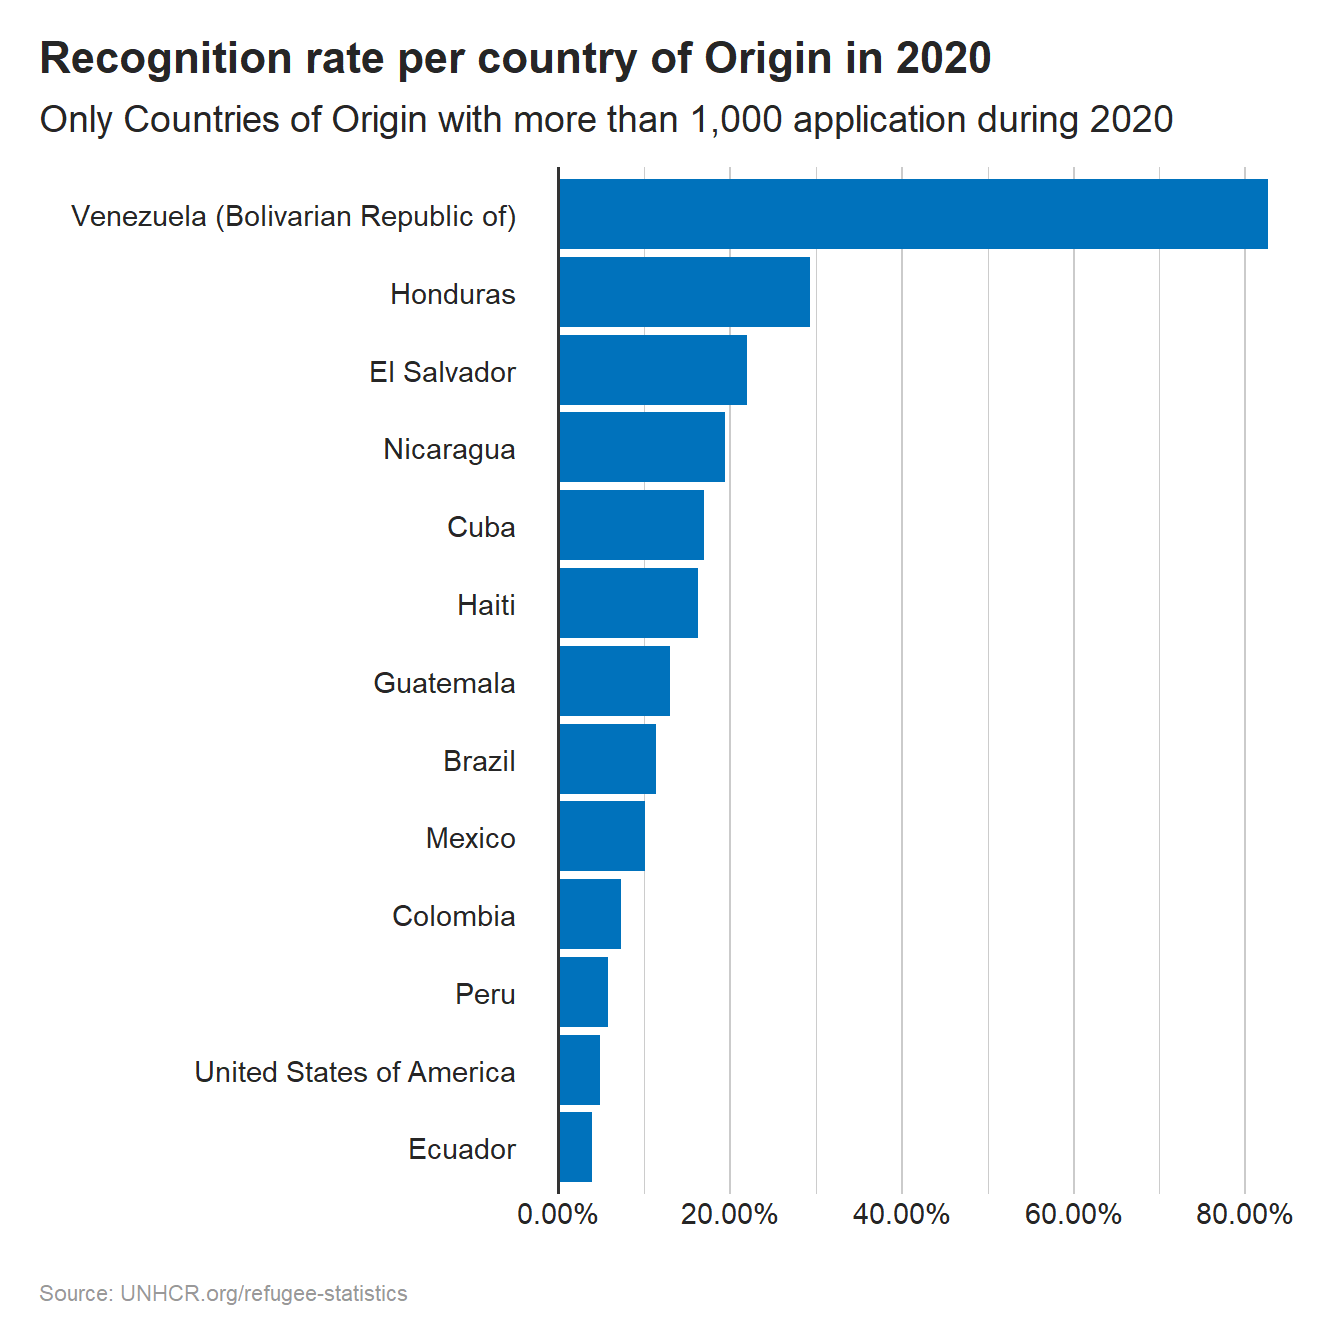 Recognition rate per country of Origin in 2020
Only Countries of Origin with more than 1,000 application during 2020
Venezuela (Bolivarian Republic of)
Honduras
El Salvador
Nicaragua
Cuba
Haiti
Guatemala
Brazil
Mexico
Colombia
Peru
United States of America
Ecuador
0.00% 20.00% 40.00% 60.00% 80.00%
Source: UNHCR.org/refugee-statistics